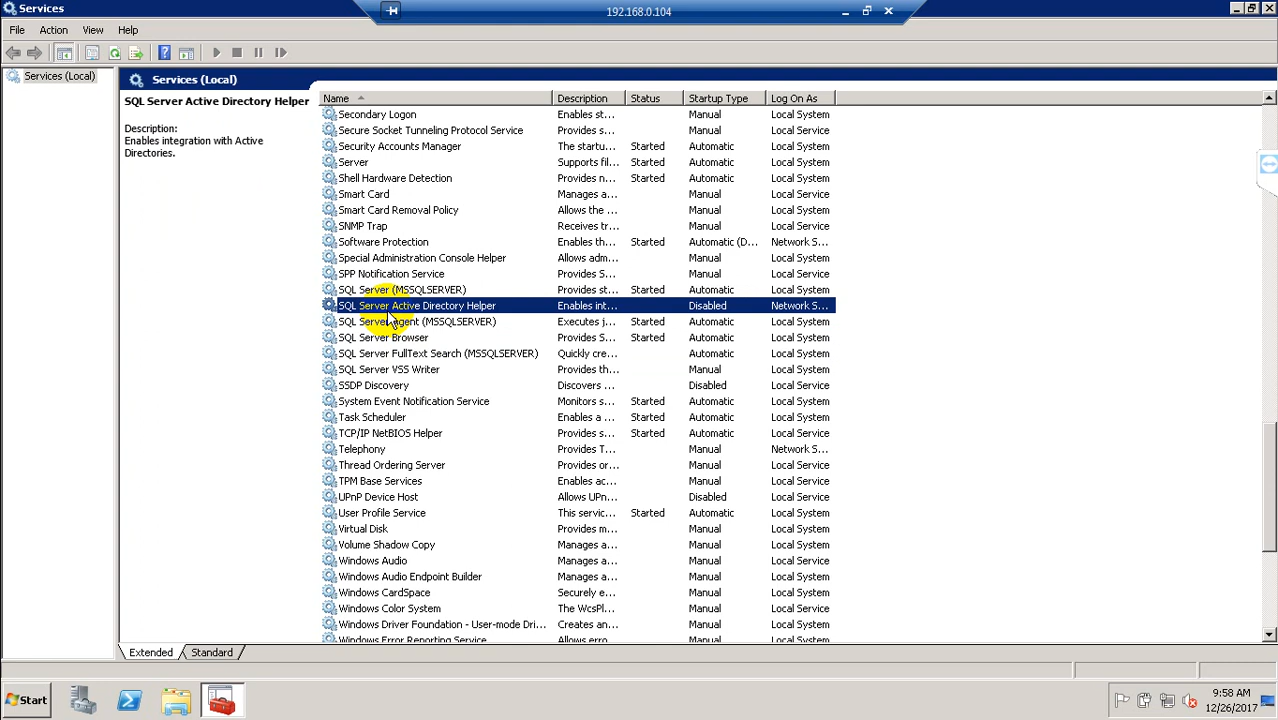 Services
192.168.0.104
File Action View Help
Services (Local)
Services (Local)
SQL Server Active Directory Helper
Description:
Enables integration with Active
Directories.
Name Description Status Startup Type Log On As
Secondary Logon Enables st... Manual Local System
Secure Socket Tunneling Protocol Service Provides s... Manual Local Service
Security Accounts Manager The startu... Started Automatic Local System
Server Supports fil... Started Automatic Local System
Shell Hardware Detection Provides n... Started Automatic Local System
Smart Card Manages a... Manual Local Service
Smart Card Removal Policy Allows the ... Manual Local System
SNMP Trap Receives tr... Manual Local Service
Software Protection Enables th... Started Automatic (D... Network S...
Special Administration Console Helper Allows adm... Manual Local System
SPP Notification Service Provides S... Manual Local Service
SQL Server (MSSQLSERVER) Provides st... Started Automatic Local System
SQL Server Active Directory Helper Enables int... Disabled Network S...
SQL Server Agent (MSSQLSERVER) Executes j... Started Automatic Local System
SQL Server Browser Provides S... Started Automatic Local System
SQL Server FullText Search (MSSQLSERVER) Quickly cre... Automatic Local System
SQL Server VSS Writer Provides th... Manual Local System
SSDP Discovery Discovers ... Disabled Local Service
System Event Notification Service Monitors s... Started Automatic Local System
Task Scheduler Enables a ... Started Automatic Local System
TCP/IP NetBIOS Helper Provides s... Started Automatic Local Service
Telephony Provides T... Manual Network S...
Thread Ordering Server Provides or... Manual Local Service
TPM Base Services Enables ac... Manual Local Service
UPnP Device Host Allows UPn... Disabled Local Service
User Profile Service This servic... Started Automatic Local System
Virtual Disk Provides m... Manual Local System
Volume Shadow Copy Manages a... Manual Local System
Windows Audio Manages a... Manual Local Service
Windows Audio Endpoint Builder Manages a... Manual Local System
Windows CardSpace Securely e... Manual Local System
Windows Color System The WcsPl... Manual Local Service
Windows Driver Foundation - User-mode Dri... Creates an... Manual Local System
Windows Error Reporting Service Allows erro... Manual Local System
Extended Standard
Start
9:58 AM
12/26/2017